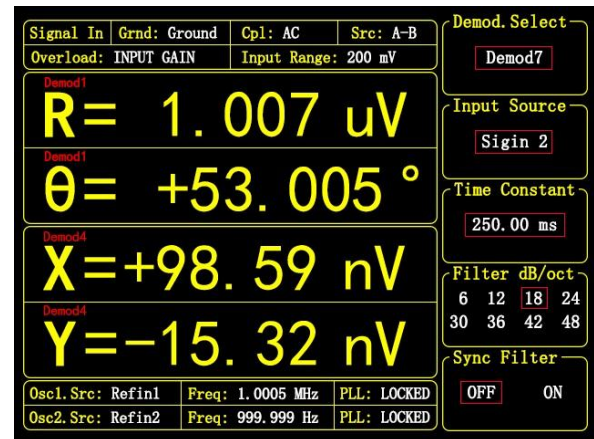 Signal In Grnd: Ground Cpl: AC Src: A-B
Overload: INPUT GAIN Input Range: 200 mV
Demod1
R= 1.007 uV
Demod1
θ= +53.005 °
Demod4
X=+98.59 nV
Demod4
Y=-15.32 nV
Osc1.Src: Refin1 Freq: 1.0005 MHz PLL: LOCKED
Osc2.Src: Refin2 Freq: 999.999 Hz PLL: LOCKED
Demod.Select
Demod7
Input Source
Sigin 2
Time Constant
250.00 ms
Filter dB/oct
6 12 18 24
30 36 42 48
Sync Filter
OFF ON